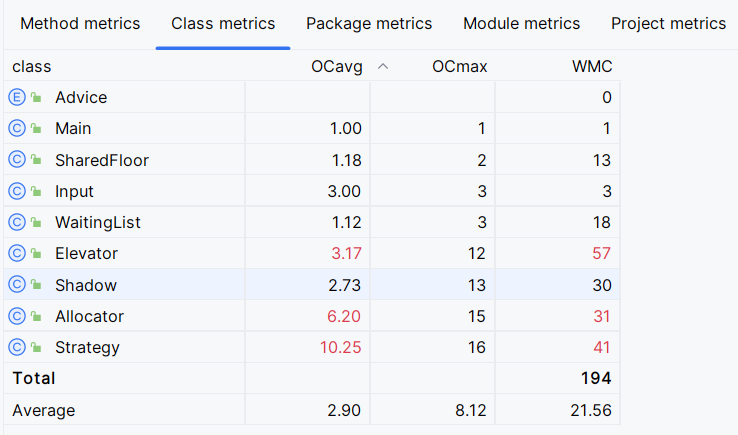 Method metrics Class metrics Package metrics Module metrics Project metrics
class OCavg OCmax WMC
E Advice 0
C Main 1.00 1 1
C SharedFloor 1.18 2 13
C Input 3.00 3 3
C WaitingList 1.12 3 18
C Elevator 3.17 12 57
C Shadow 2.73 13 30
C Allocator 6.20 15 31
C Strategy 10.25 16 41
Total 194
Average 2.90 8.12 21.56